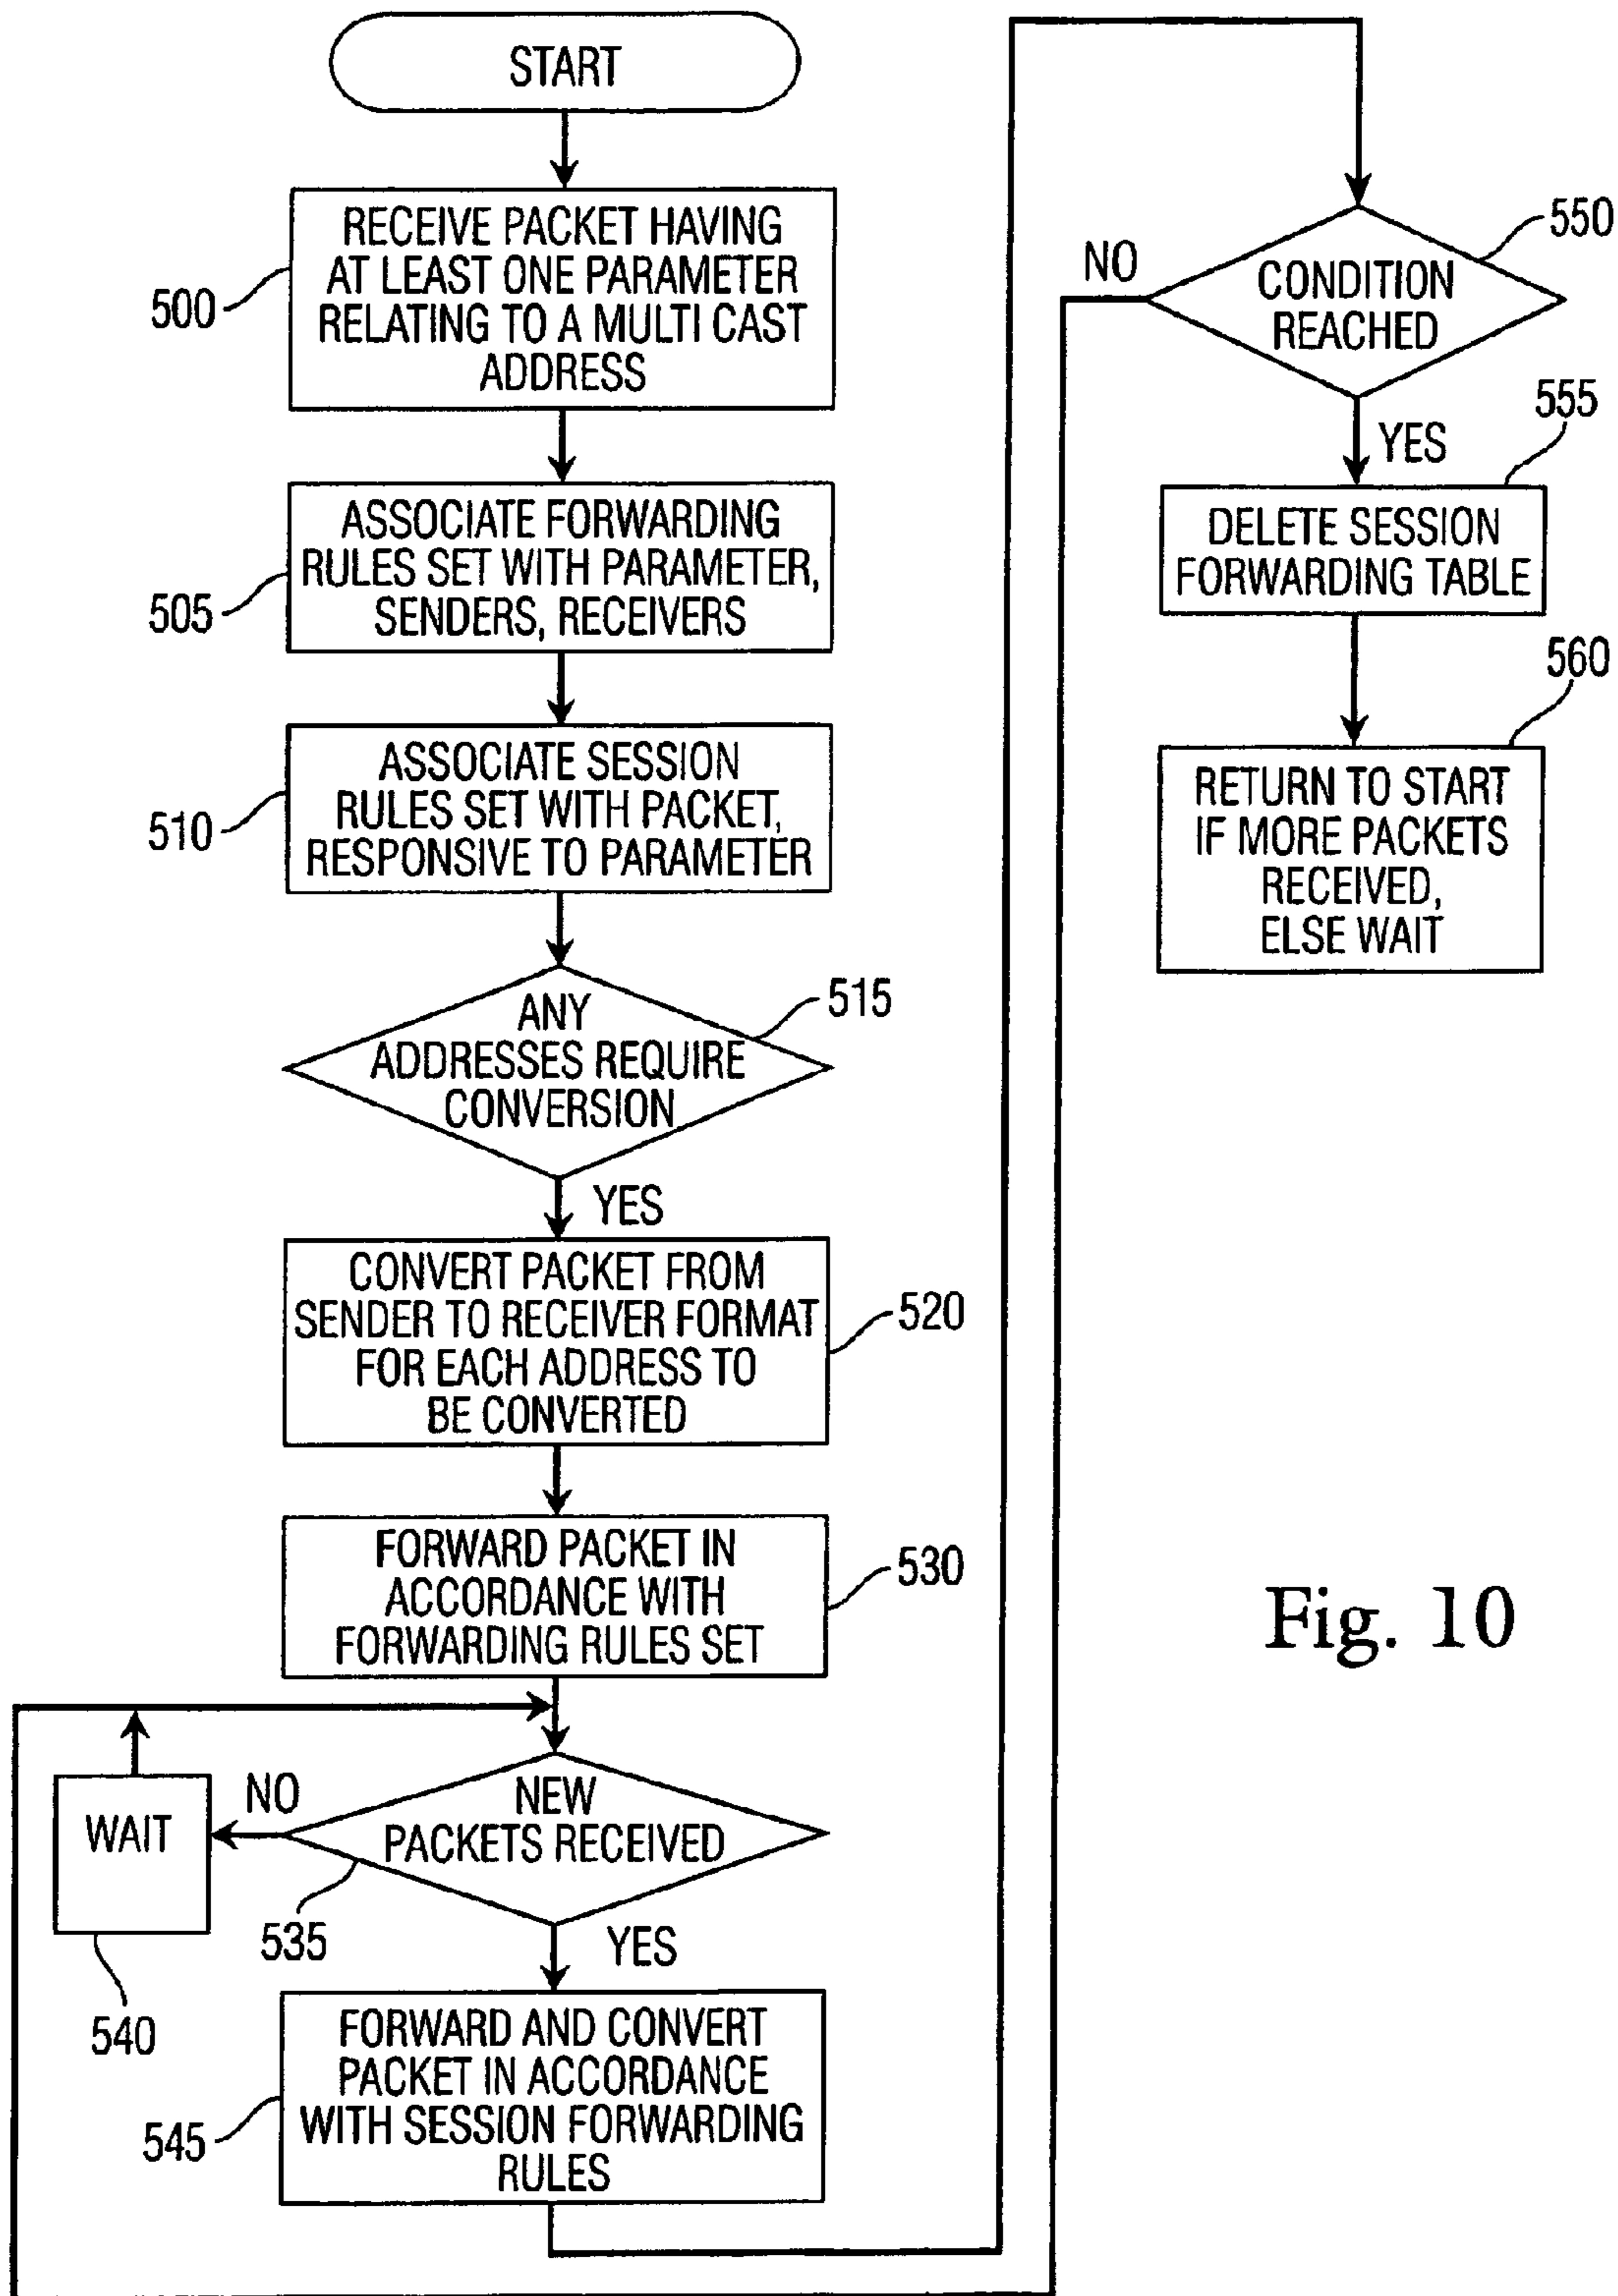 START
RECEIVE PACKET HAVING
AT LEAST ONE PARAMETER
RELATING TO A MULTI CAST
ADDRESS
500
ASSOCIATE FORWARDING
RULES SET WITH PARAMETER,
SENDERS, RECEIVERS
505
ASSOCIATE SESSION
RULES SET WITH PACKET,
RESPONSIVE TO PARAMETER
510
ANY
ADDRESSES REQUIRE
CONVERSION
515
YES
CONVERT PACKET FROM
SENDER TO RECEIVER FORMAT
FOR EACH ADDRESS TO
BE CONVERTED
520
FORWARD PACKET IN
ACCORDANCE WITH
FORWARDING RULES SET
530
NEW
PACKETS RECEIVED
535
NO
WAIT
540
YES
FORWARD AND CONVERT
PACKET IN ACCORDANCE
WITH SESSION FORWARDING
RULES
545
CONDITION
REACHED
550
NO
YES
555
DELETE SESSION
FORWARDING TABLE
560
RETURN TO START
IF MORE PACKETS
RECEIVED,
ELSE WAIT
Fig. 10